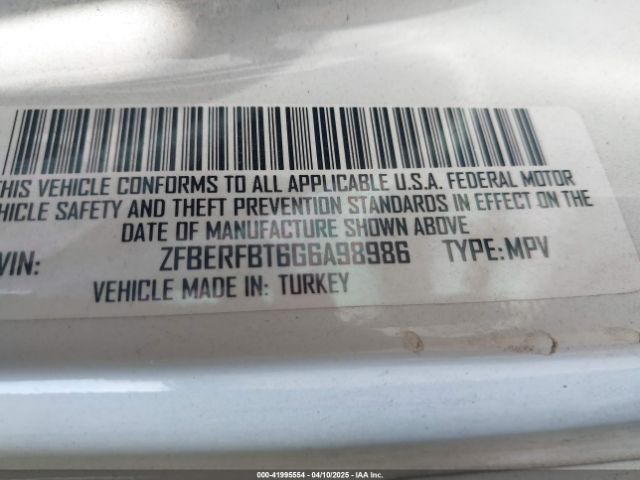 THIS VEHICLE CONFORMS TO ALL APPLICABLE U.S.A. FEDERAL MOTOR
VEHICLE SAFETY AND THEFT PREVENTION STANDARDS IN EFFECT ON THE
DATE OF MANUFACTURE SHOWN ABOVE
VIN: ZFBERFBT6G6A98986 TYPE:MPV
VEHICLE MADE IN: TURKEY
000-41995554 - 04/10/2025 - IAA Inc.